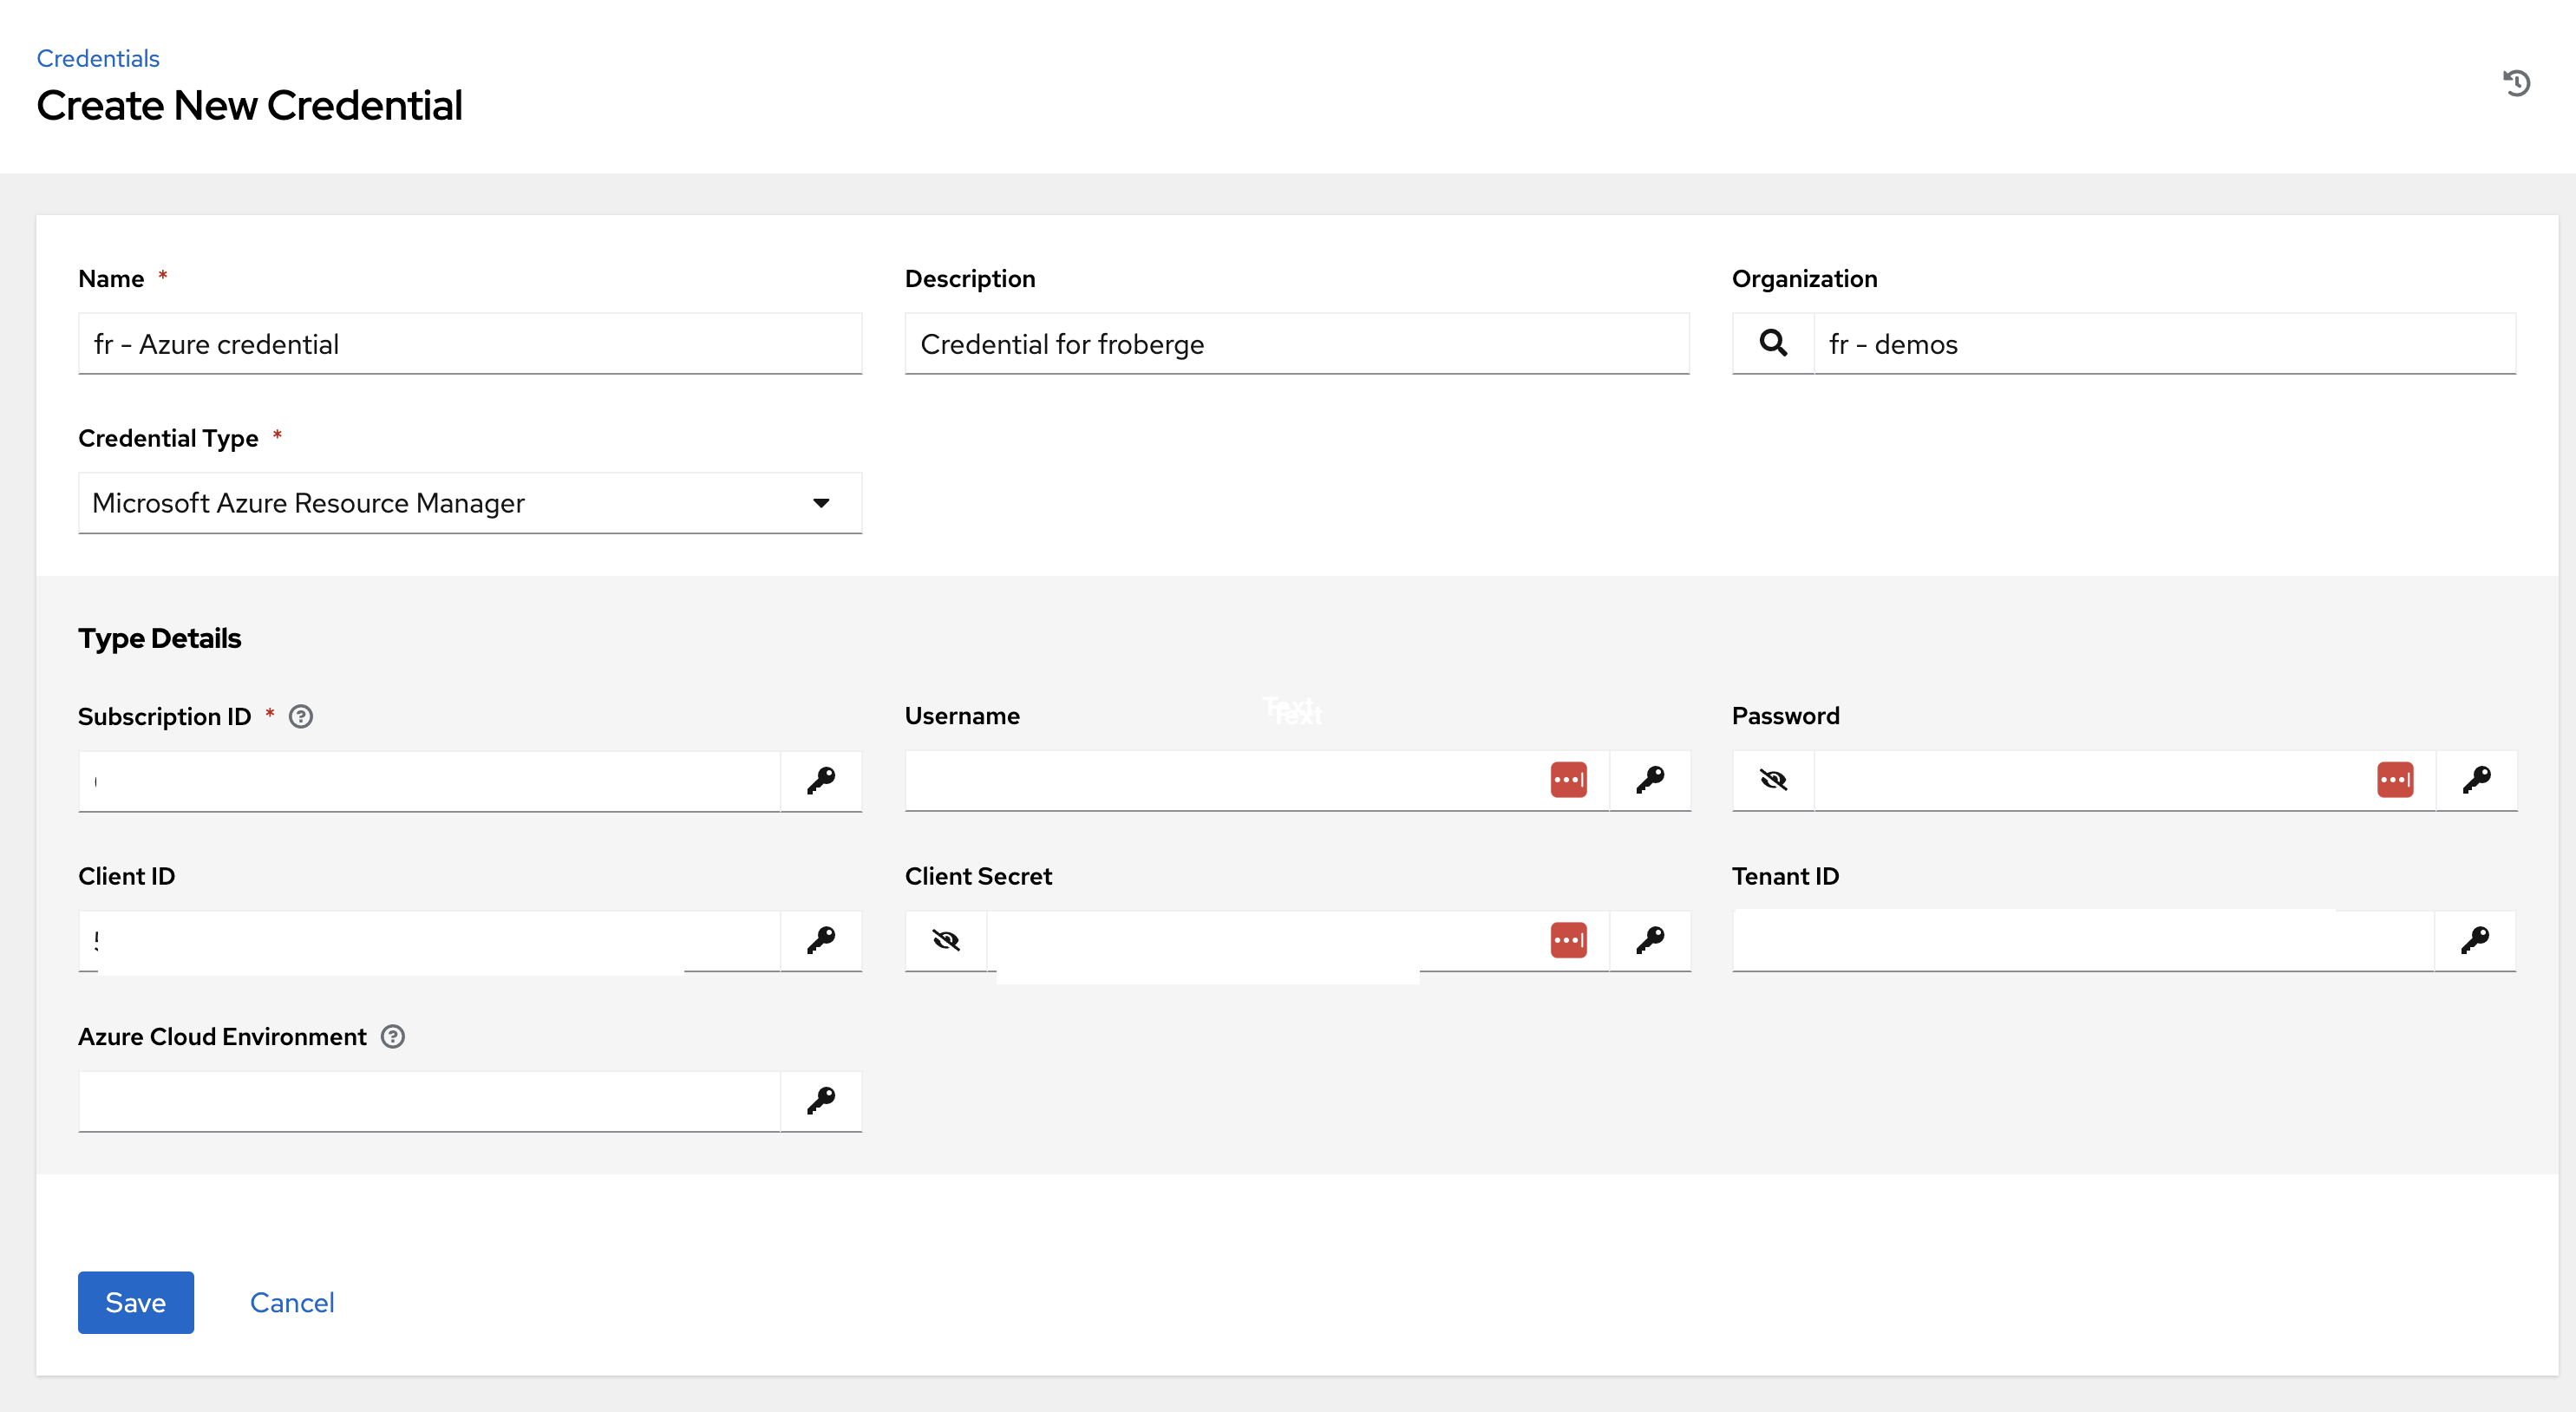 Credentials
Create New Credential
Name *
Description
Organization
fr - Azure credential
Credential for froberge
fr - demos
Credential Type *
Microsoft Azure Resource Manager
Type Details
Subscription ID *
Username
Text
Text
Password
Client ID
Client Secret
Tenant ID
Azure Cloud Environment
Save
Cancel